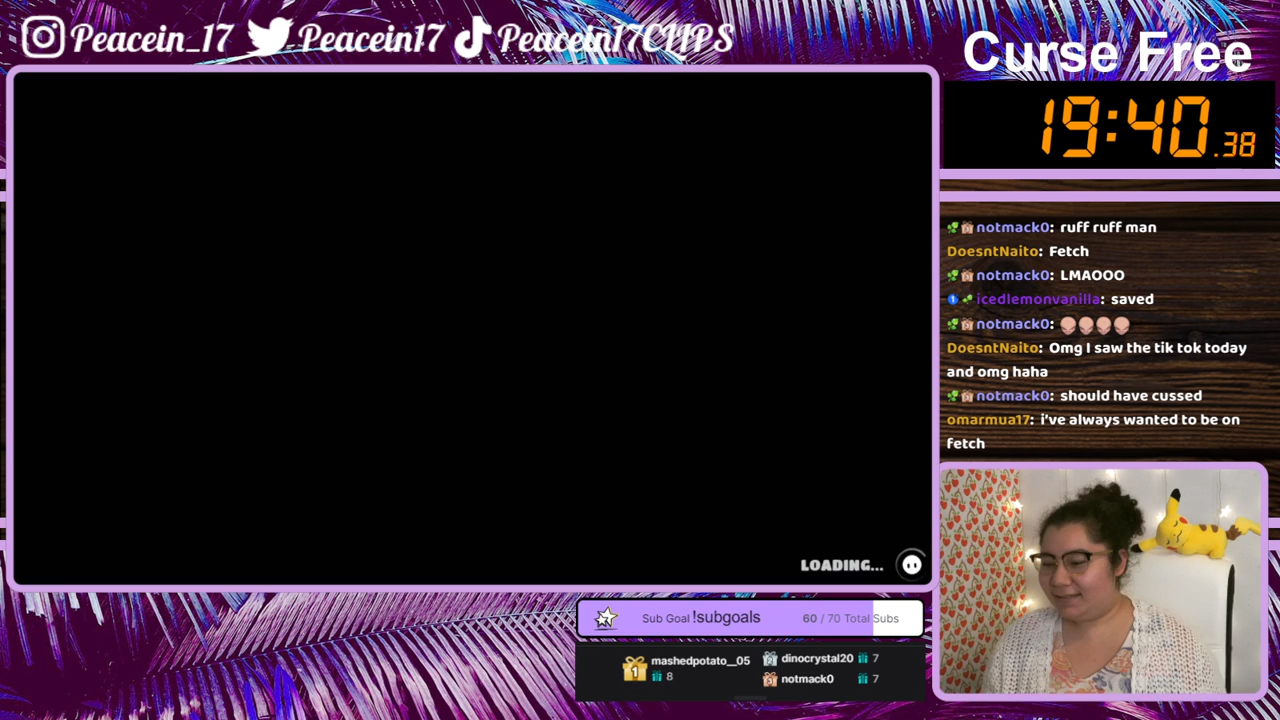 Peacein_17 Peacein17 Peacein17ClIPS
Curse Free
19:40.38
notmack0: ruff ruff man
DoesntNaito: Fetch
notmack0: LMAOOO
1 icedlemonvanilla: saved
notmack0:
DoesntNaito: Omg I saw the tik tok today
and omg haha
notmack0: should have cussed
omarmua17: i've always wanted to be on
fetch
LOADING...
Sub Goal !subgoals 60 / 70 Total Subs
1 mashedpotato__05 8
dinocrystal20 7
notmack0 7